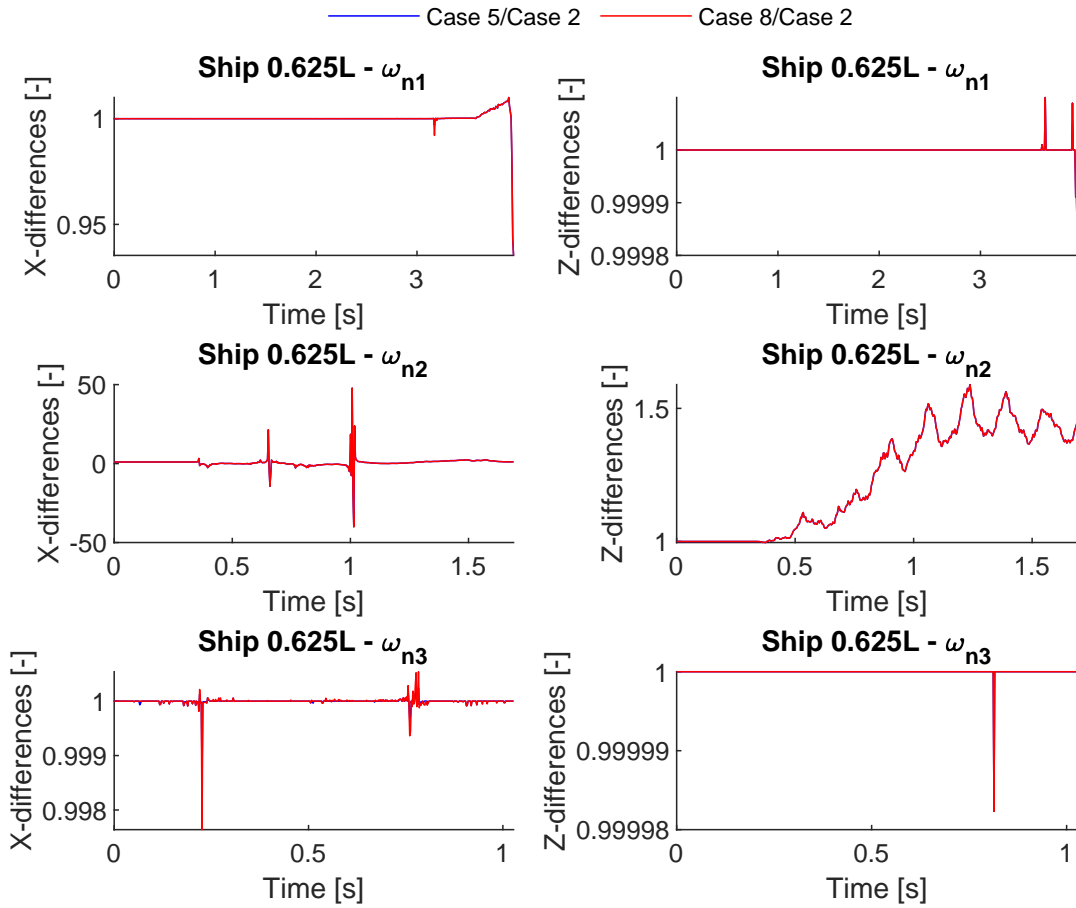 Case 5/Case 2 Case 8/Case 2
Ship 0.625L - ωn1
X-differences [-]
1
0.95
0 1 2 3
Time [s]
Ship 0.625L - ωn1
Z-differences [-]
1
0.9999
0.9998
0 1 2 3
Time [s]
Ship 0.625L - ωn2
X-differences [-]
50
0
-50
0 0.5 1 1.5
Time [s]
Ship 0.625L - ωn2
Z-differences [-]
1.5
1
0 0.5 1 1.5
Time [s]
Ship 0.625L - ωn3
X-differences [-]
1
0.999
0.998
0 0.5 1
Time [s]
Ship 0.625L - ωn3
Z-differences [-]
1
0.99999
0.99998
0 0.5 1
Time [s]